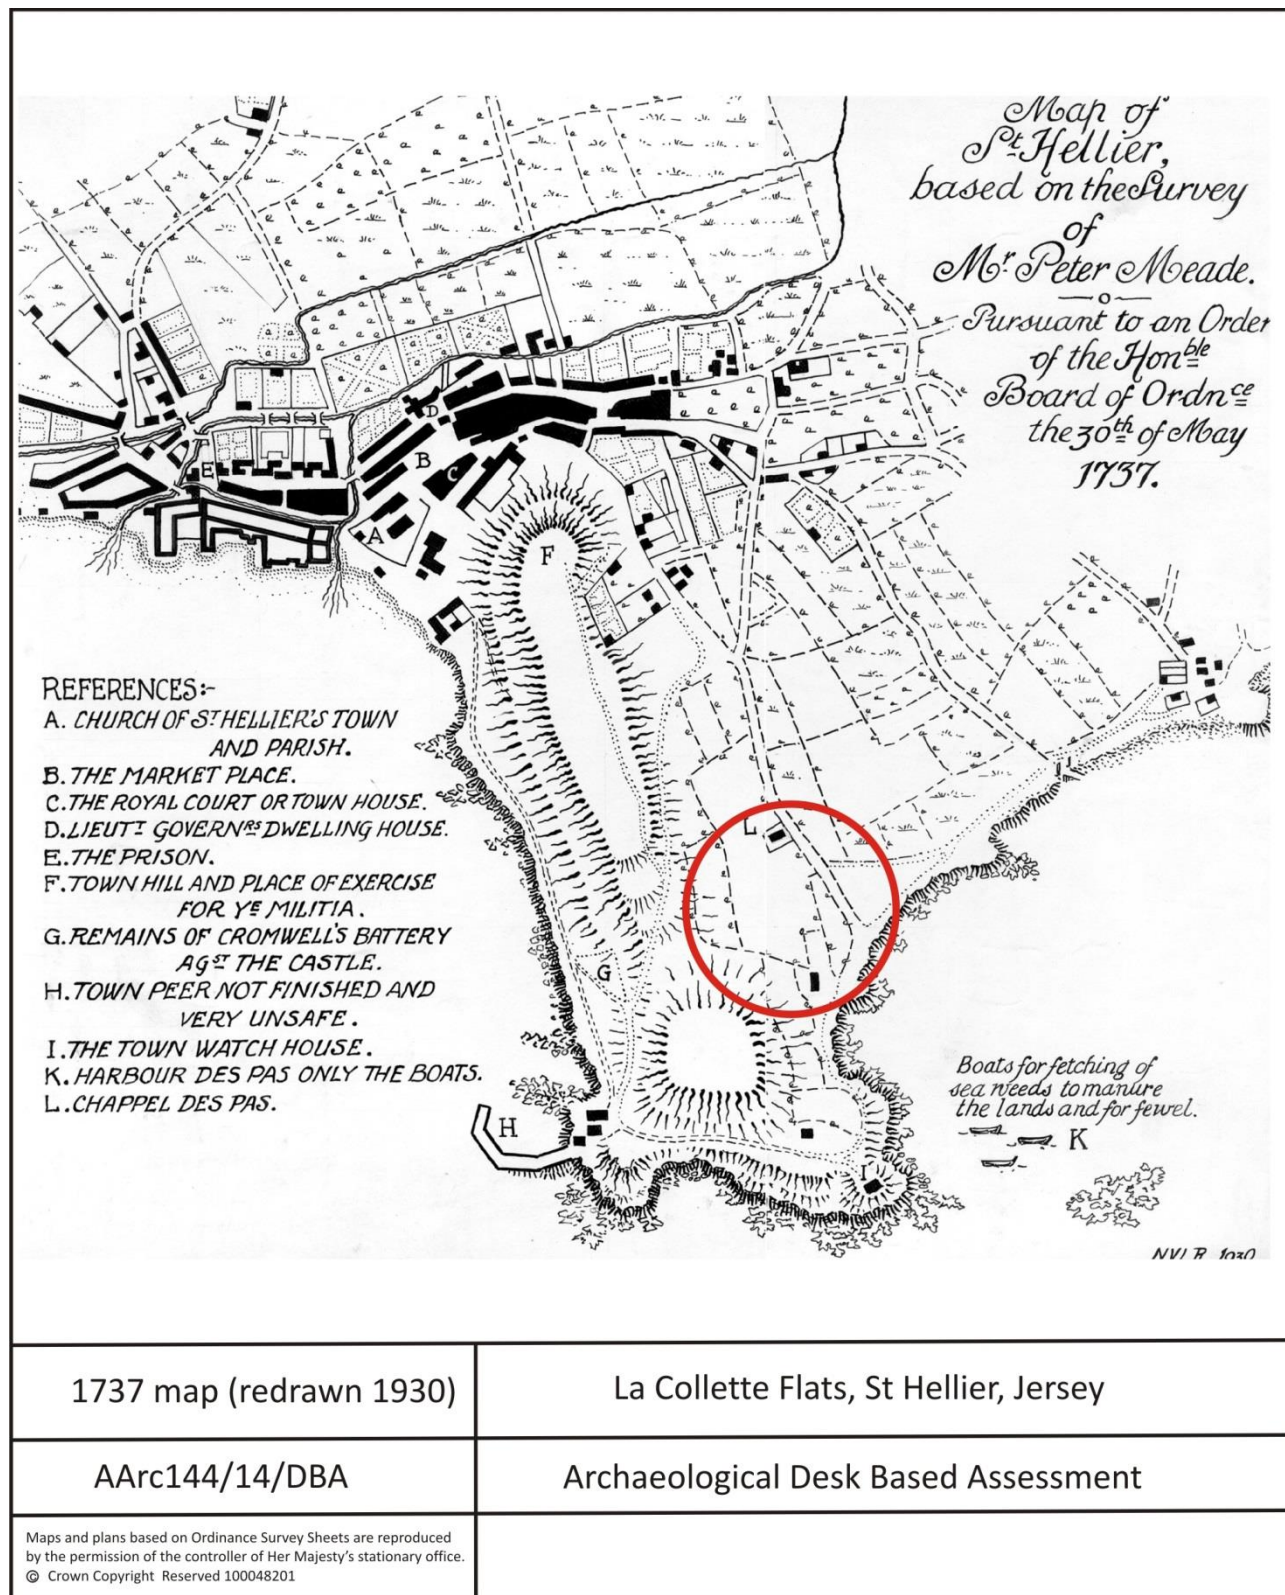 Map of
St. Hellier,
based on the Survey
of
Mr. Peter Meade.
Pursuant to an Order
of the Honble
Board of Ordnce
the 30th of May
1737.
A
B
C
D
E
F
G
H
I
K
L
REFERENCES:-
A. CHURCH OF ST HELLIER'S TOWN
AND PARISH.
B. THE MARKET PLACE.
C. THE ROYAL COURT OR TOWN HOUSE.
D. LIEUTT GOVERNRS DWELLING HOUSE.
E. THE PRISON.
F. TOWN HILL AND PLACE OF EXERCISE
FOR YE MILITIA.
G. REMAINS OF CROMWELL'S BATTERY
AGST THE CASTLE.
H. TOWN PEER NOT FINISHED AND
VERY UNSAFE.
I. THE TOWN WATCH HOUSE.
K. HARBOUR DES PAS ONLY THE BOATS.
L. CHAPPEL DES PAS.
Boats for fetching of
sea weeds to manure
the lands and for fewel.
1737 map (redrawn 1930)
La Collette Flats, St Hellier, Jersey
AArc144/14/DBA
Archaeological Desk Based Assessment
Maps and plans based on Ordinance Survey Sheets are reproduced
by the permission of the controller of Her Majesty's stationary office.
© Crown Copyright Reserved 100048201